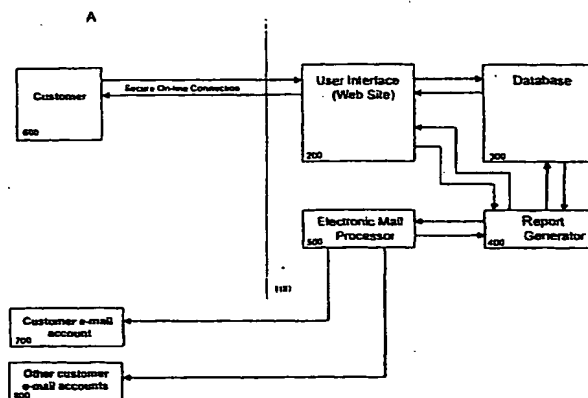 A
Customer
600
Secure On-line Connection
User Interface
(Web Site)
200
Database
300
Electronic Mail
Processor
500
Report
Generator
400
Customer e-mail
account
700
Other customer
e-mail accounts
800